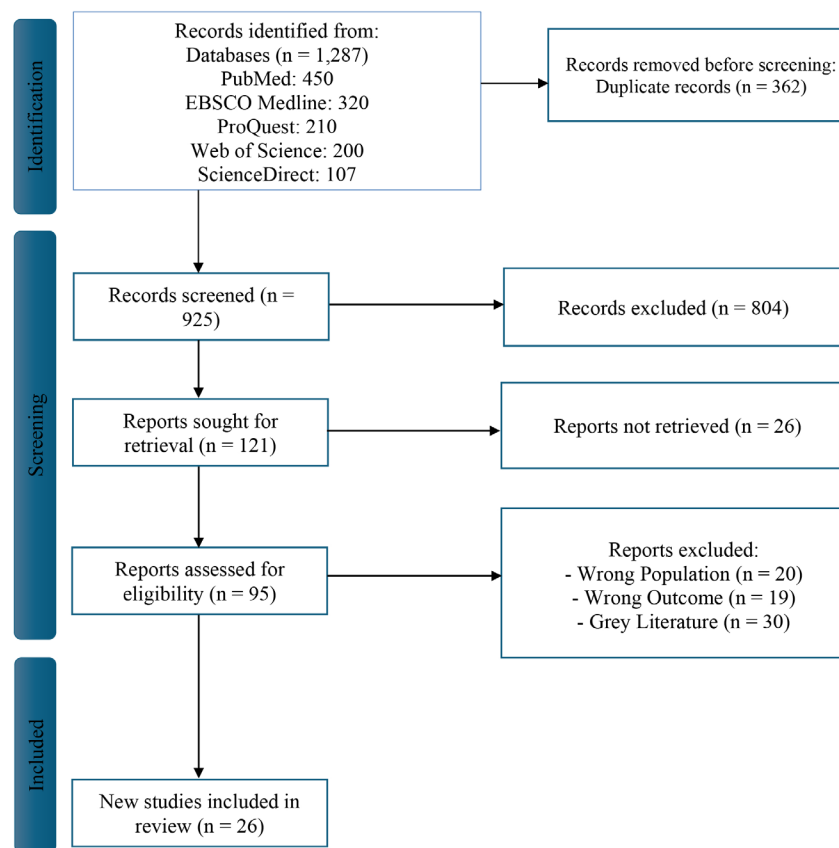 Identification
Records identified from:
Databases (n = 1,287)
PubMed: 450
EBSCO Medline: 320
ProQuest: 210
Web of Science: 200
ScienceDirect: 107
Records removed before screening:
Duplicate records (n = 362)
Screening
Records screened (n =
925)
Records excluded (n = 804)
Reports sought for
retrieval (n = 121)
Reports not retrieved (n = 26)
Reports assessed for
eligibility (n = 95)
Reports excluded:
- Wrong Population (n = 20)
- Wrong Outcome (n = 19)
- Grey Literature (n = 30)
Included
New studies included in
review (n = 26)